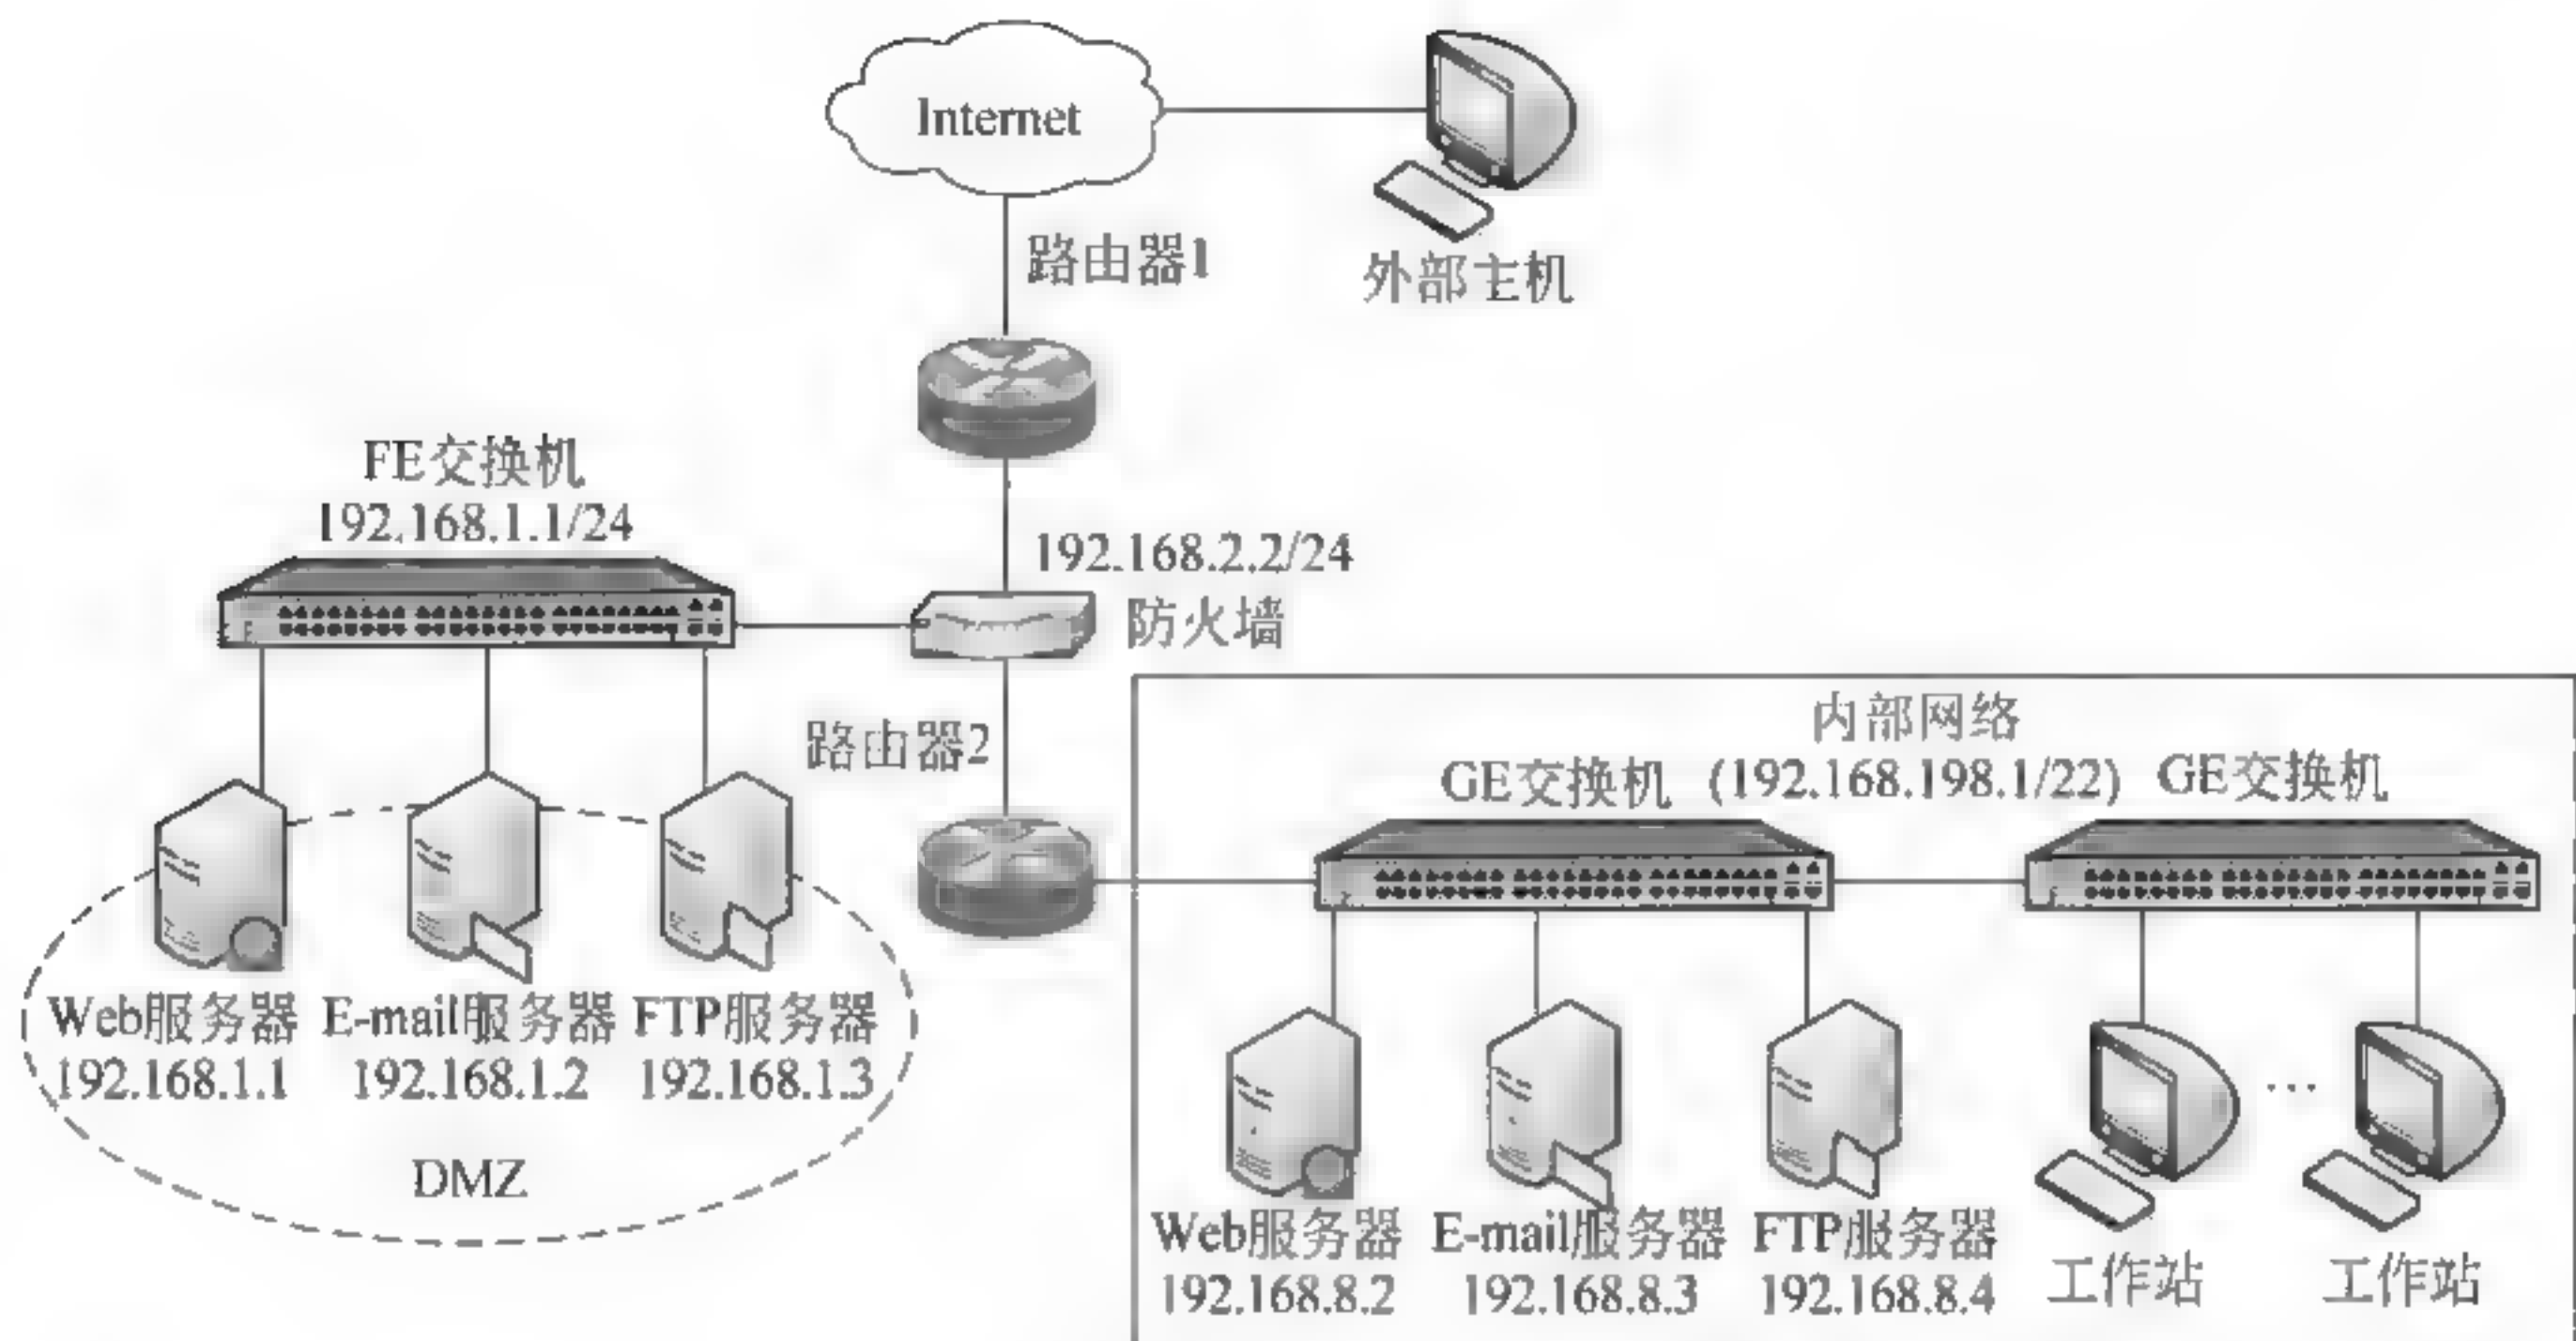 Internet
外部主机
路由器1
FE交换机
192.168.1.1/24
192.168.2.2/24
防火墙
路由器2
内部网络
GE交换机 (192.168.198.1/22) GE交换机
Web服务器 E-mail服务器 FTP服务器
192.168.1.1 192.168.1.2 192.168.1.3
DMZ
Web服务器 E-mail服务器 FTP服务器
192.168.8.2 192.168.8.3 192.168.8.4
... 
工作站 工作站